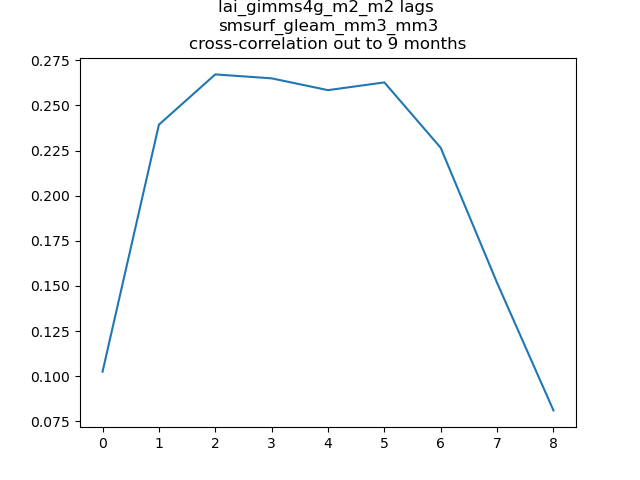 lai_gimms4g_m2_m2 lags
smsurf_gleam_mm3_mm3
cross-correlation out to 9 months
0.275
0.250
0.225
0.200
0.175
0.150
0.125
0.100
0.075
0 1 2 3 4 5 6 7 8